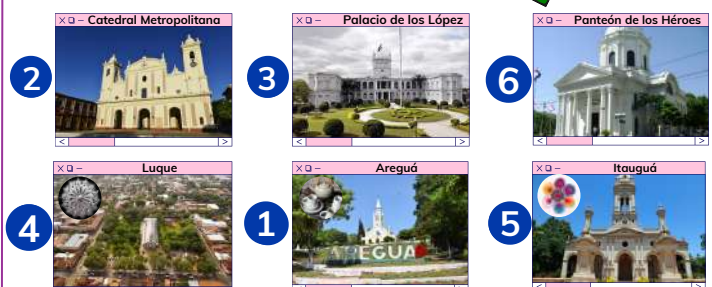 Catedral Metropolitana
Palacio de los López
Panteón de los Héroes
2
3
6
Luque
Areguá
Itauguá
4
1
5
AREGUA